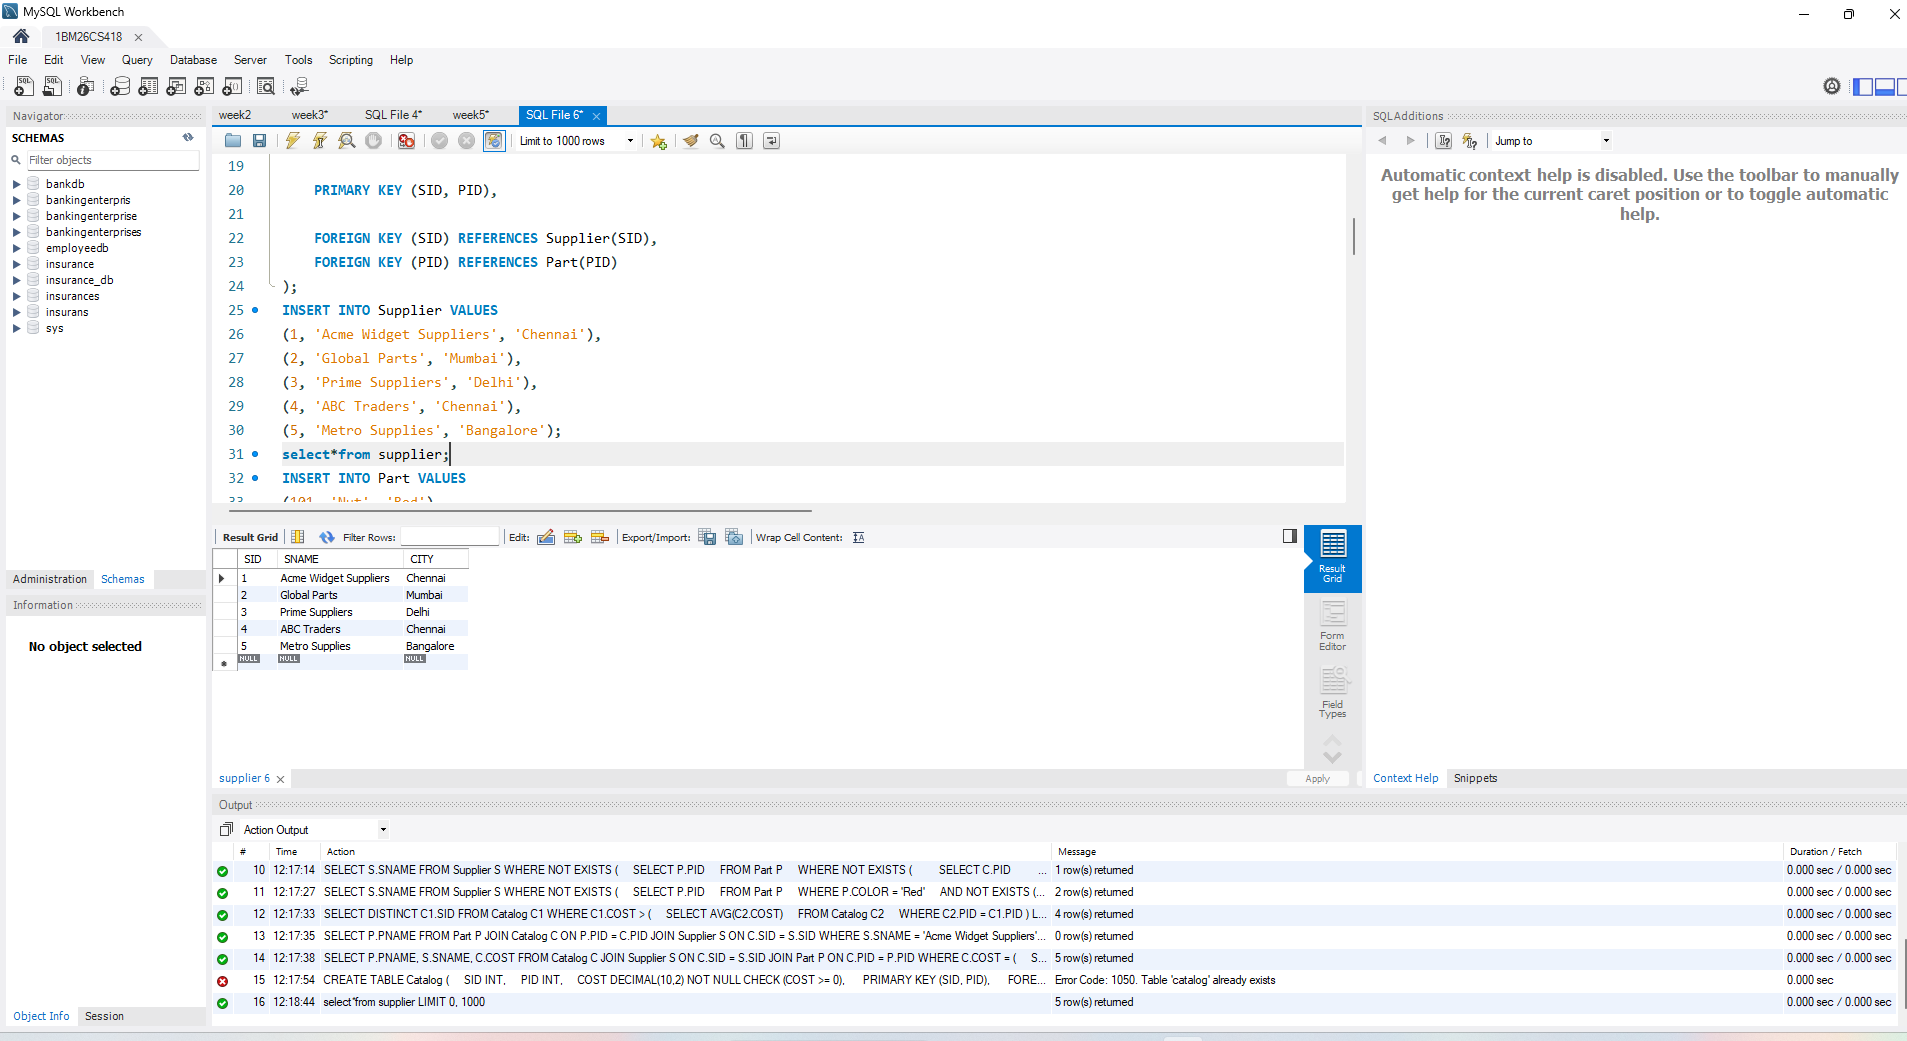 MySQL Workbench
1BM26CS418
File Edit View Query Database Server Tools Scripting Help
Navigator
SCHEMAS
Filter objects
bankdb
bankingenterpris
bankingenterprise
bankingenterprises
employeedb
insurance
insurance_db
insurances
insurans
sys
Administration Schemas
Information
No object selected
Object Info Session
week2 week3* SQL File 4* week5* SQL File 6*
Limit to 1000 rows
19
20 PRIMARY KEY (SID, PID),
21
22 FOREIGN KEY (SID) REFERENCES Supplier(SID),
23 FOREIGN KEY (PID) REFERENCES Part(PID)
24 );
25 INSERT INTO Supplier VALUES
26 (1, 'Acme Widget Suppliers', 'Chennai'),
27 (2, 'Global Parts', 'Mumbai'),
28 (3, 'Prime Suppliers', 'Delhi'),
29 (4, 'ABC Traders', 'Chennai'),
30 (5, 'Metro Supplies', 'Bangalore');
31 select*from supplier;
32 INSERT INTO Part VALUES
33 (101, 'Nut', 'Red')
Result Grid Filter Rows: Edit: Export/Import: Wrap Cell Content:
SID SNAME CITY
1 Acme Widget Suppliers Chennai
2 Global Parts Mumbai
3 Prime Suppliers Delhi
4 ABC Traders Chennai
5 Metro Supplies Bangalore
NULL NULL NULL
Result
Grid
Form
Editor
Field
Types
supplier 6
Apply
SQLAdditions
Jump to
Automatic context help is disabled. Use the toolbar to manually
get help for the current caret position or to toggle automatic
help.
Context Help Snippets
Output
Action Output
# Time Action Message Duration / Fetch
10 12:17:14 SELECT S.SNAME FROM Supplier S WHERE NOT EXISTS ( SELECT P.PID FROM Part P WHERE NOT EXISTS ( SELECT C.PID ... 1 row(s) returned 0.000 sec / 0.000 sec
11 12:17:27 SELECT S.SNAME FROM Supplier S WHERE NOT EXISTS ( SELECT P.PID FROM Part P WHERE P.COLOR = 'Red' AND NOT EXISTS (... 2 row(s) returned 0.000 sec / 0.000 sec
12 12:17:33 SELECT DISTINCT C1.SID FROM Catalog C1 WHERE C1.COST > ( SELECT AVG(C2.COST) FROM Catalog C2 WHERE C2.PID = C1.PID ) L... 4 row(s) returned 0.000 sec / 0.000 sec
13 12:17:35 SELECT P.PNAME FROM Part P JOIN Catalog C ON P.PID = C.PID JOIN Supplier S ON C.SID = S.SID WHERE S.SNAME = 'Acme Widget Suppliers'... 0 row(s) returned 0.000 sec / 0.000 sec
14 12:17:38 SELECT P.PNAME, S.SNAME, C.COST FROM Catalog C JOIN Supplier S ON C.SID = S.SID JOIN Part P ON C.PID = P.PID WHERE C.COST = ( S... 5 row(s) returned 0.000 sec / 0.000 sec
15 12:17:54 CREATE TABLE Catalog ( SID INT, PID INT, COST DECIMAL(10,2) NOT NULL CHECK (COST >= 0), PRIMARY KEY (SID, PID), FORE... Error Code: 1050. Table 'catalog' already exists 0.000 sec
16 12:18:44 select*from supplier LIMIT 0, 1000 5 row(s) returned 0.000 sec / 0.000 sec